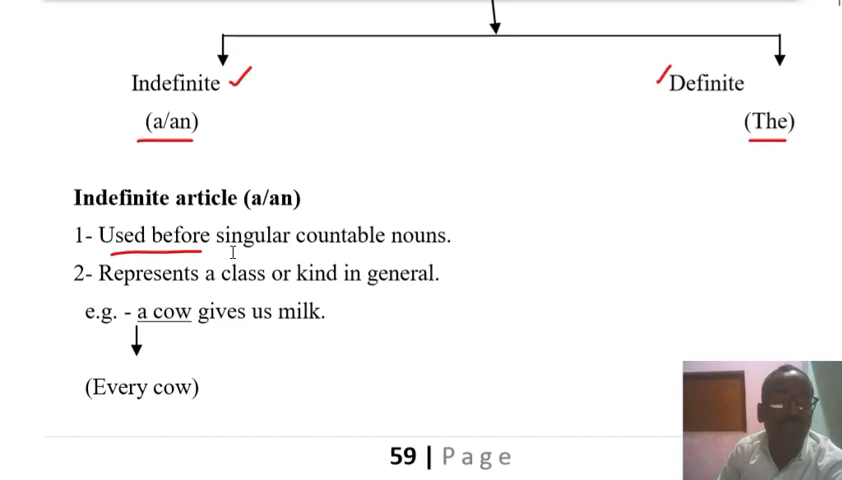 Indefinite
Definite
(a/an)
(The)
Indefinite article (a/an)
1- Used before singular countable nouns.
2- Represents a class or kind in general.
e.g. - a cow gives us milk.
(Every cow)
59 | Page